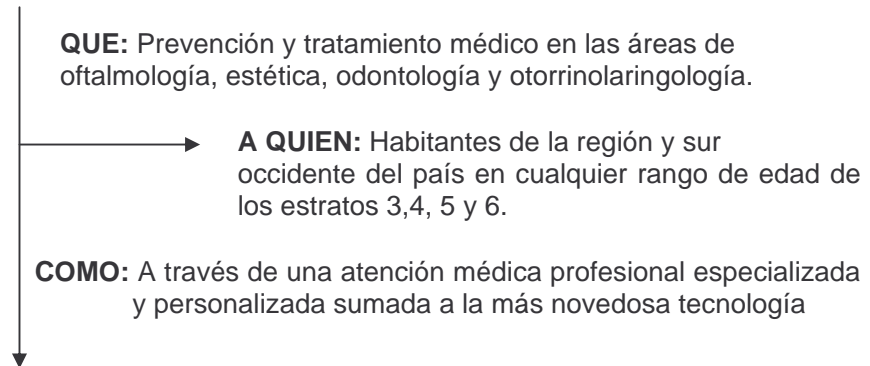 QUE: Prevención y tratamiento médico en las áreas de
oftalmología, estética, odontología y otorrinolaringología.
A QUIEN: Habitantes de la región y sur
occidente del país en cualquier rango de edad de
los estratos 3,4, 5 y 6.
COMO: A través de una atención médica profesional especializada
y personalizada sumada a la más novedosa tecnología